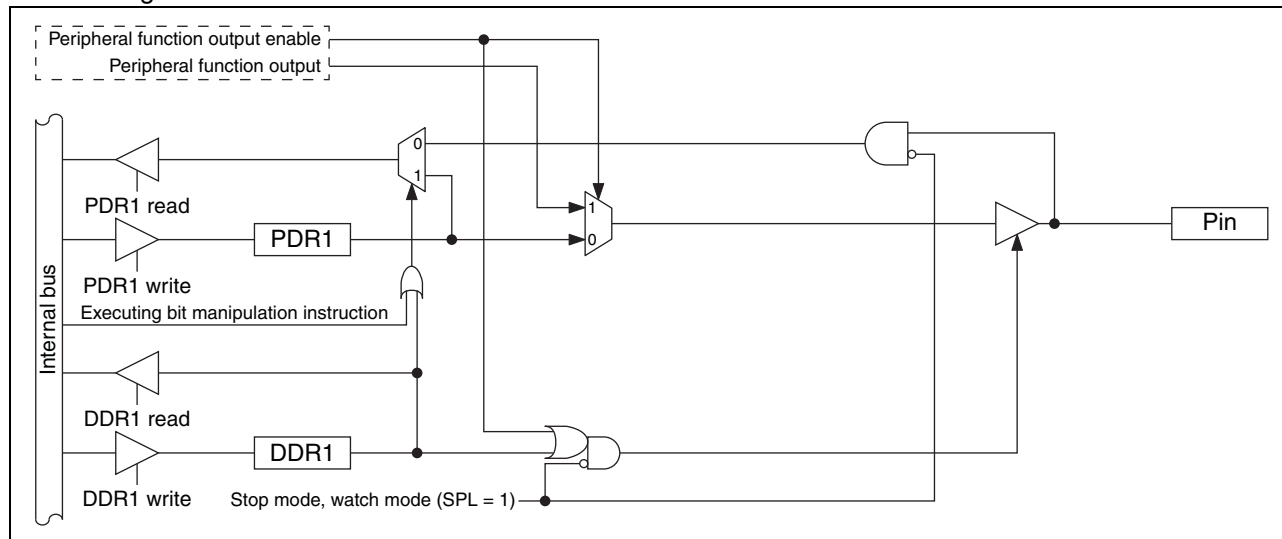 Peripheral function output enable
Peripheral function output
0
1
PDR1 read
1
PDR1
0
Pin
PDR1 write
Executing bit manipulation instruction
Internal bus
DDR1 read
DDR1
DDR1 write
Stop mode, watch mode (SPL = 1)